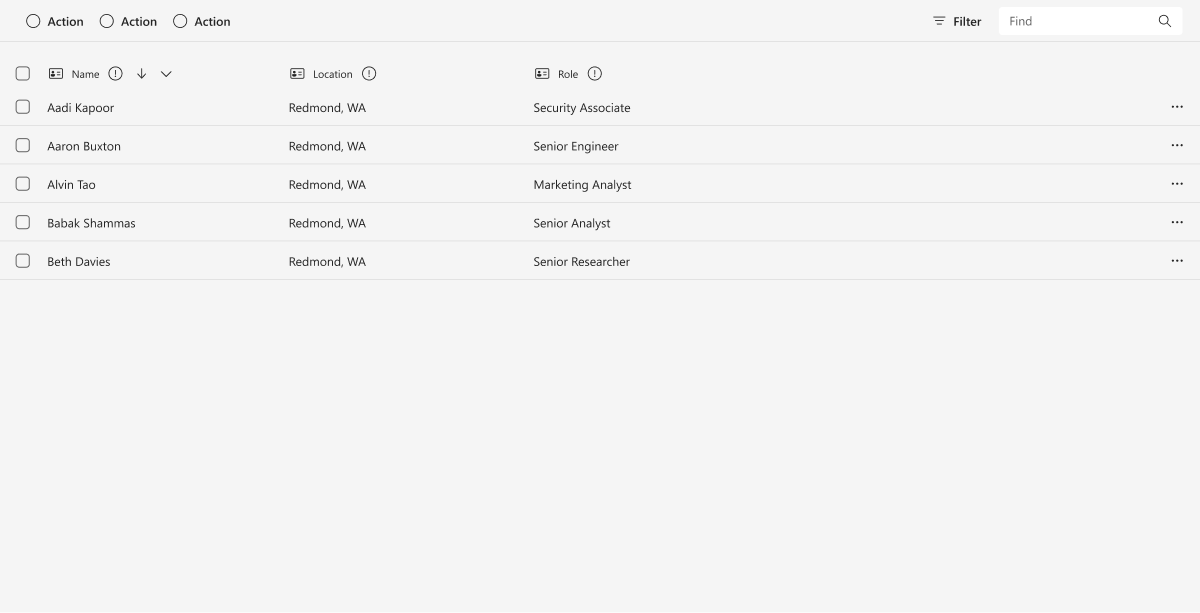 Action Action Action Filter Find
Name Location Role
Aadi Kapoor Redmond, WA Security Associate
Aaron Buxton Redmond, WA Senior Engineer
Alvin Tao Redmond, WA Marketing Analyst
Babak Shammas Redmond, WA Senior Analyst
Beth Davies Redmond, WA Senior Researcher